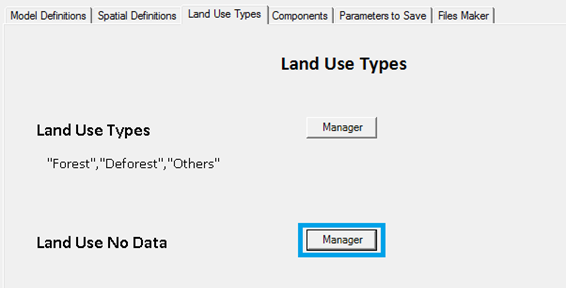 Model Definitions Spatial Definitions Land Use Types Components Parameters to Save Files Maker
Land Use Types
Land Use Types Manager
"Forest","Deforest","Others"
Land Use No Data Manager